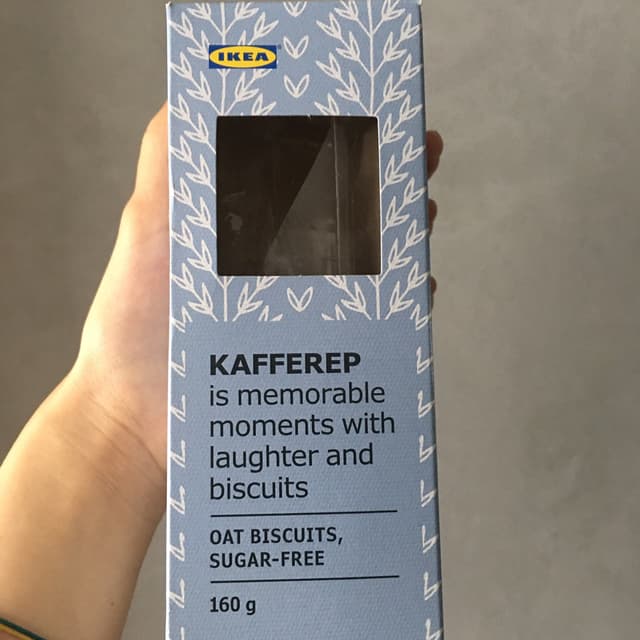 IKEA
KAFFEREP
is memorable
moments with
laughter and
biscuits
OAT BISCUITS,
SUGAR-FREE
160 g